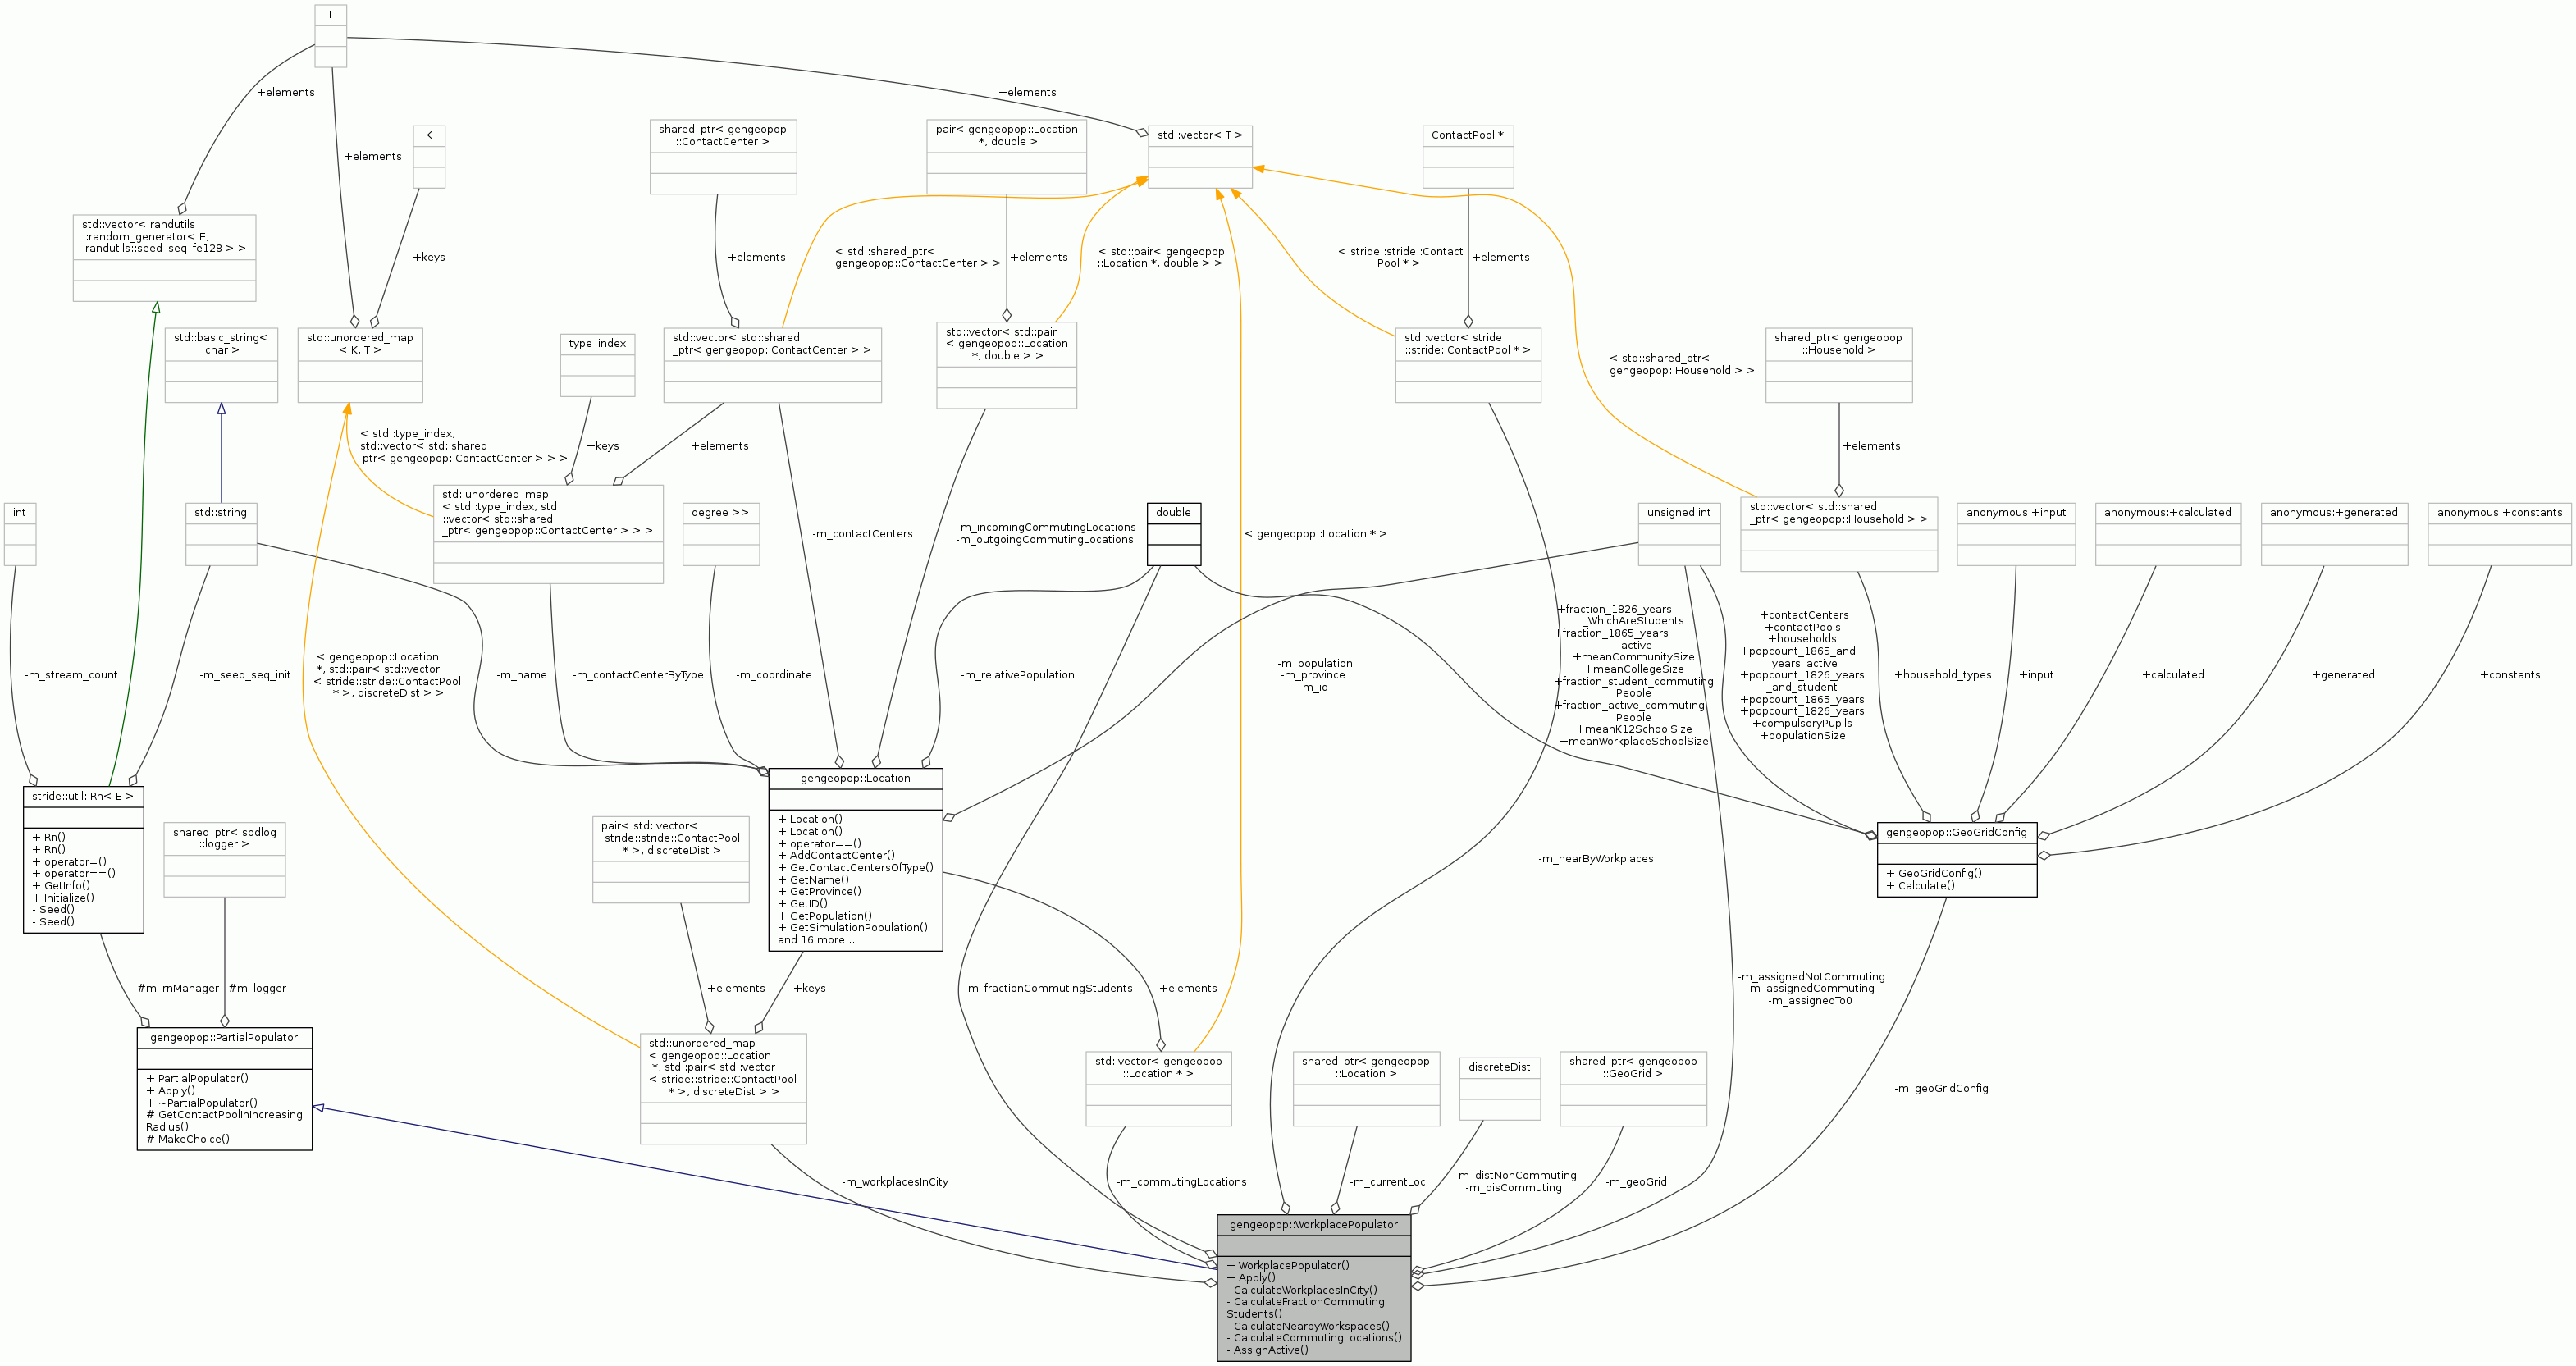 T
+elements
+elements
+elements
K
shared_ptr< gengeopop
::ContactCenter >
pair< gengeopop::Location
*, double >
std::vector< T >
ContactPool *
std::vector< randutils
::random_generator< E,
randutils::seed_seq_fe128 > >
+keys
+elements
< std::shared_ptr<
gengeopop::ContactCenter > >
+elements
< std::pair< gengeopop
::Location *, double > >
< stride::stride::Contact
Pool * >
+elements
std::basic_string<
char >
std::unordered_map
< K, T >
type_index
std::vector< std::shared
_ptr< gengeopop::ContactCenter > >
std::vector< std::pair
< gengeopop::Location
*, double > >
std::vector< stride
::stride::ContactPool * >
< std::shared_ptr<
gengeopop::Household > >
shared_ptr< gengeopop
::Household >
< std::type_index,
std::vector< std::shared
_ptr< gengeopop::ContactCenter > > >
+keys
+elements
+elements
int
std::string
std::unordered_map
< std::type_index, std
::vector< std::shared
_ptr< gengeopop::ContactCenter > > >
degree >>
-m_contactCenters
-m_incomingCommutingLocations
-m_outgoingCommutingLocations
double
< gengeopop::Location * >
unsigned int
std::vector< std::shared
_ptr< gengeopop::Household > >
anonymous:+input
anonymous:+calculated
anonymous:+generated
anonymous:+constants
-m_stream_count
-m_seed_seq_init
< gengeopop::Location
*, std::pair< std::vector
< stride::stride::ContactPool
* >, discreteDist > >
-m_name
-m_contactCenterByType
-m_coordinate
-m_relativePopulation
-m_population
-m_province
-m_id
+fraction_1826_years
_WhichAreStudents
+fraction_1865_years
_active
+meanCommunitySize
+meanCollegeSize
+fraction_student_commuting
People
+fraction_active_commuting
People
+meanK12SchoolSize
+meanWorkplaceSchoolSize
+contactCenters
+contactPools
+households
+popcount_1865_and
_years_active
+popcount_1826_years
_and_student
+popcount_1865_years
+popcount_1826_years
+compulsoryPupils
+populationSize
+household_types
+input
+calculated
+generated
+constants
stride::util::Rn< E >
+ Rn()
+ Rn()
+ operator=()
+ operator==()
+ GetInfo()
+ Initialize()
- Seed()
- Seed()
shared_ptr< spdlog
::logger >
pair< std::vector<
stride::stride::ContactPool
* >, discreteDist >
gengeopop::Location
+ Location()
+ Location()
+ operator==()
+ AddContactCenter()
+ GetContactCentersOfType()
+ GetName()
+ GetProvince()
+ GetID()
+ GetPopulation()
+ GetSimulationPopulation()
and 16 more...
-m_nearByWorkplaces
gengeopop::GeoGridConfig
+ GeoGridConfig()
+ Calculate()
#m_rnManager
#m_logger
+elements
+keys
-m_fractionCommutingStudents
+elements
-m_assignedNotCommuting
-m_assignedCommuting
-m_assignedTo0
gengeopop::PartialPopulator
+ PartialPopulator()
+ Apply()
+ ~PartialPopulator()
# GetContactPoolInIncreasing
Radius()
# MakeChoice()
std::unordered_map
< gengeopop::Location
*, std::pair< std::vector
< stride::stride::ContactPool
* >, discreteDist > >
std::vector< gengeopop
::Location * >
shared_ptr< gengeopop
::Location >
discreteDist
shared_ptr< gengeopop
::GeoGrid >
-m_geoGridConfig
-m_workplacesInCity
-m_commutingLocations
-m_currentLoc
-m_distNonCommuting
-m_disCommuting
-m_geoGrid
gengeopop::WorkplacePopulator
+ WorkplacePopulator()
+ Apply()
- CalculateWorkplacesInCity()
- CalculateFractionCommuting
Students()
- CalculateNearbyWorkspaces()
- CalculateCommutingLocations()
- AssignActive()